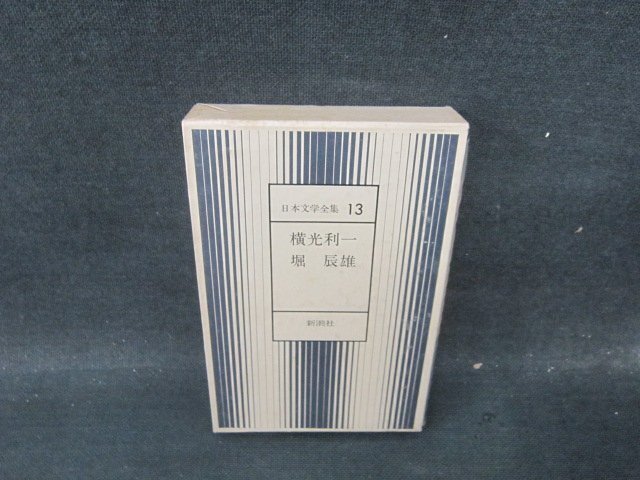 日本文学全集 13
横光利一
堀 辰雄
新潮社